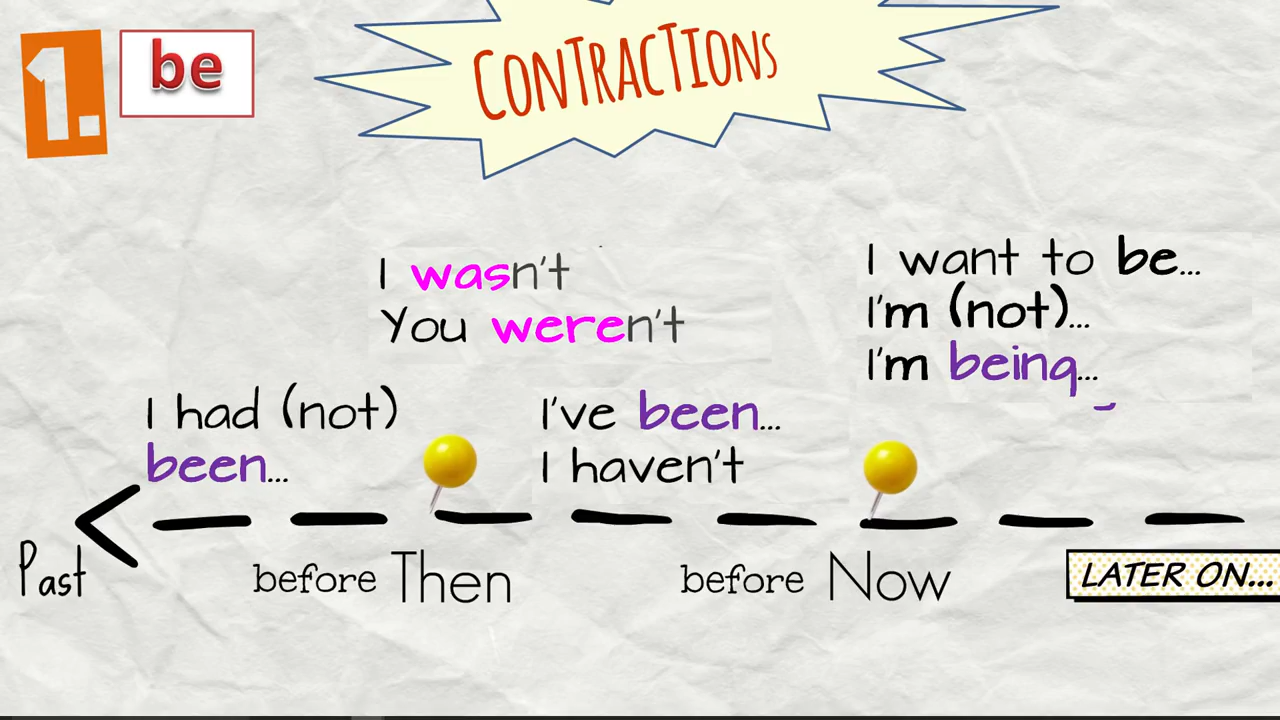 1.
be
CONTRACTIONS
I wasn't
You weren't
I want to be...
I'm (not)...
I'm being...
I had (not)
been...
I've been...
I haven't
Past
before Then
before Now
LATER ON...